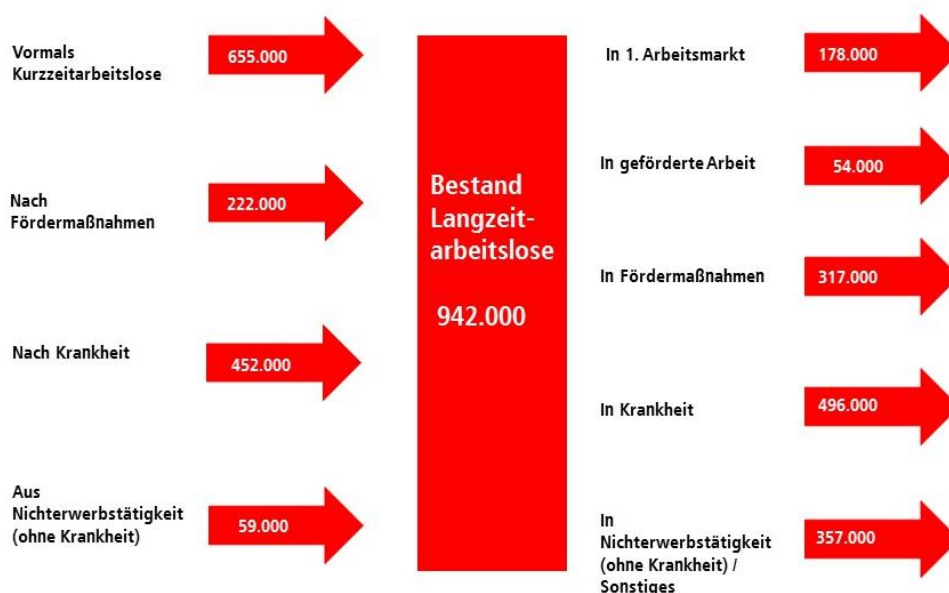 Vormals
Kurzzeitarbeitslose
655.000
Nach
Fördermaßnahmen
222.000
Nach Krankheit
452.000
Aus
Nichterwerbstätigkeit
(ohne Krankheit)
59.000
Bestand
Langzeit-
arbeitslose
942.000
In 1. Arbeitsmarkt
178.000
In geförderte Arbeit
54.000
In Fördermaßnahmen
317.000
In Krankheit
496.000
In
Nichterwerbstätigkeit
(ohne Krankheit) /
Sonstiges
357.000